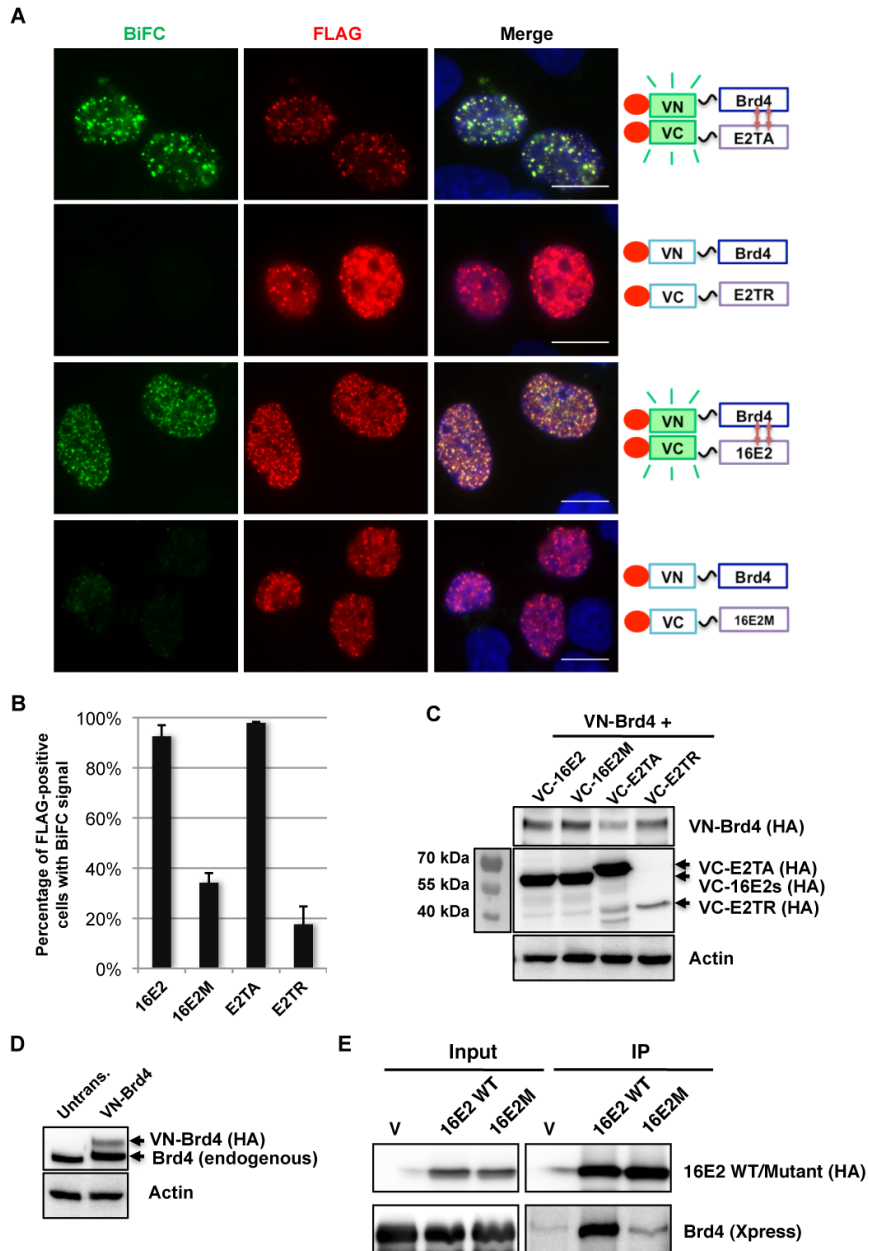 A
BiFC
FLAG
Merge
VN
Brd4
VC
E2TA
VN
Brd4
VC
E2TR
VN
Brd4
VC
16E2
VN
Brd4
VC
16E2M
B
Percentage of FLAG-positive
cells with BiFC signal
100%
80%
60%
40%
20%
0%
16E2
16E2M
E2TA
E2TR
C
VN-Brd4 +
VC-16E2
VC-16E2M
VC-E2TA
VC-E2TR
VN-Brd4 (HA)
70 kDa
55 kDa
40 kDa
VC-E2TA (HA)
VC-16E2s (HA)
VC-E2TR (HA)
Actin
D
Untrans.
VN-Brd4
VN-Brd4 (HA)
Brd4 (endogenous)
Actin
E
Input
IP
V
16E2 WT
16E2M
V
16E2 WT
16E2M
16E2 WT/Mutant (HA)
Brd4 (Xpress)